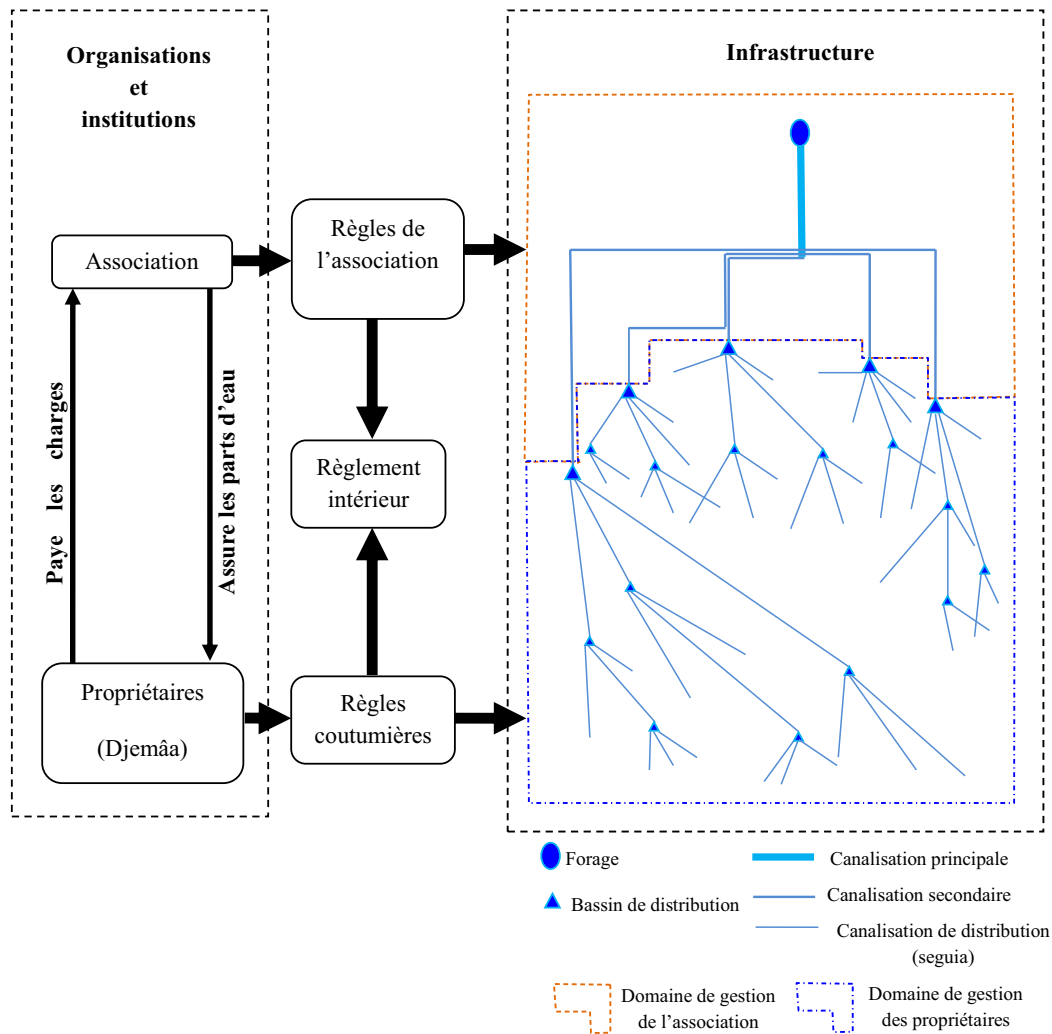 Organisations
et
institutions
Infrastructure
Association
Règles de
l’association
Paye les charges
Assure les parts d’eau
Règlement
intérieur
Propriétaires
(Djemâa)
Règles
coutumières
Forage
Canalisation principale
Bassin de distribution
Canalisation secondaire
Canalisation de distribution
(seguia)
Domaine de gestion
de l’association
Domaine de gestion
des propriétaires